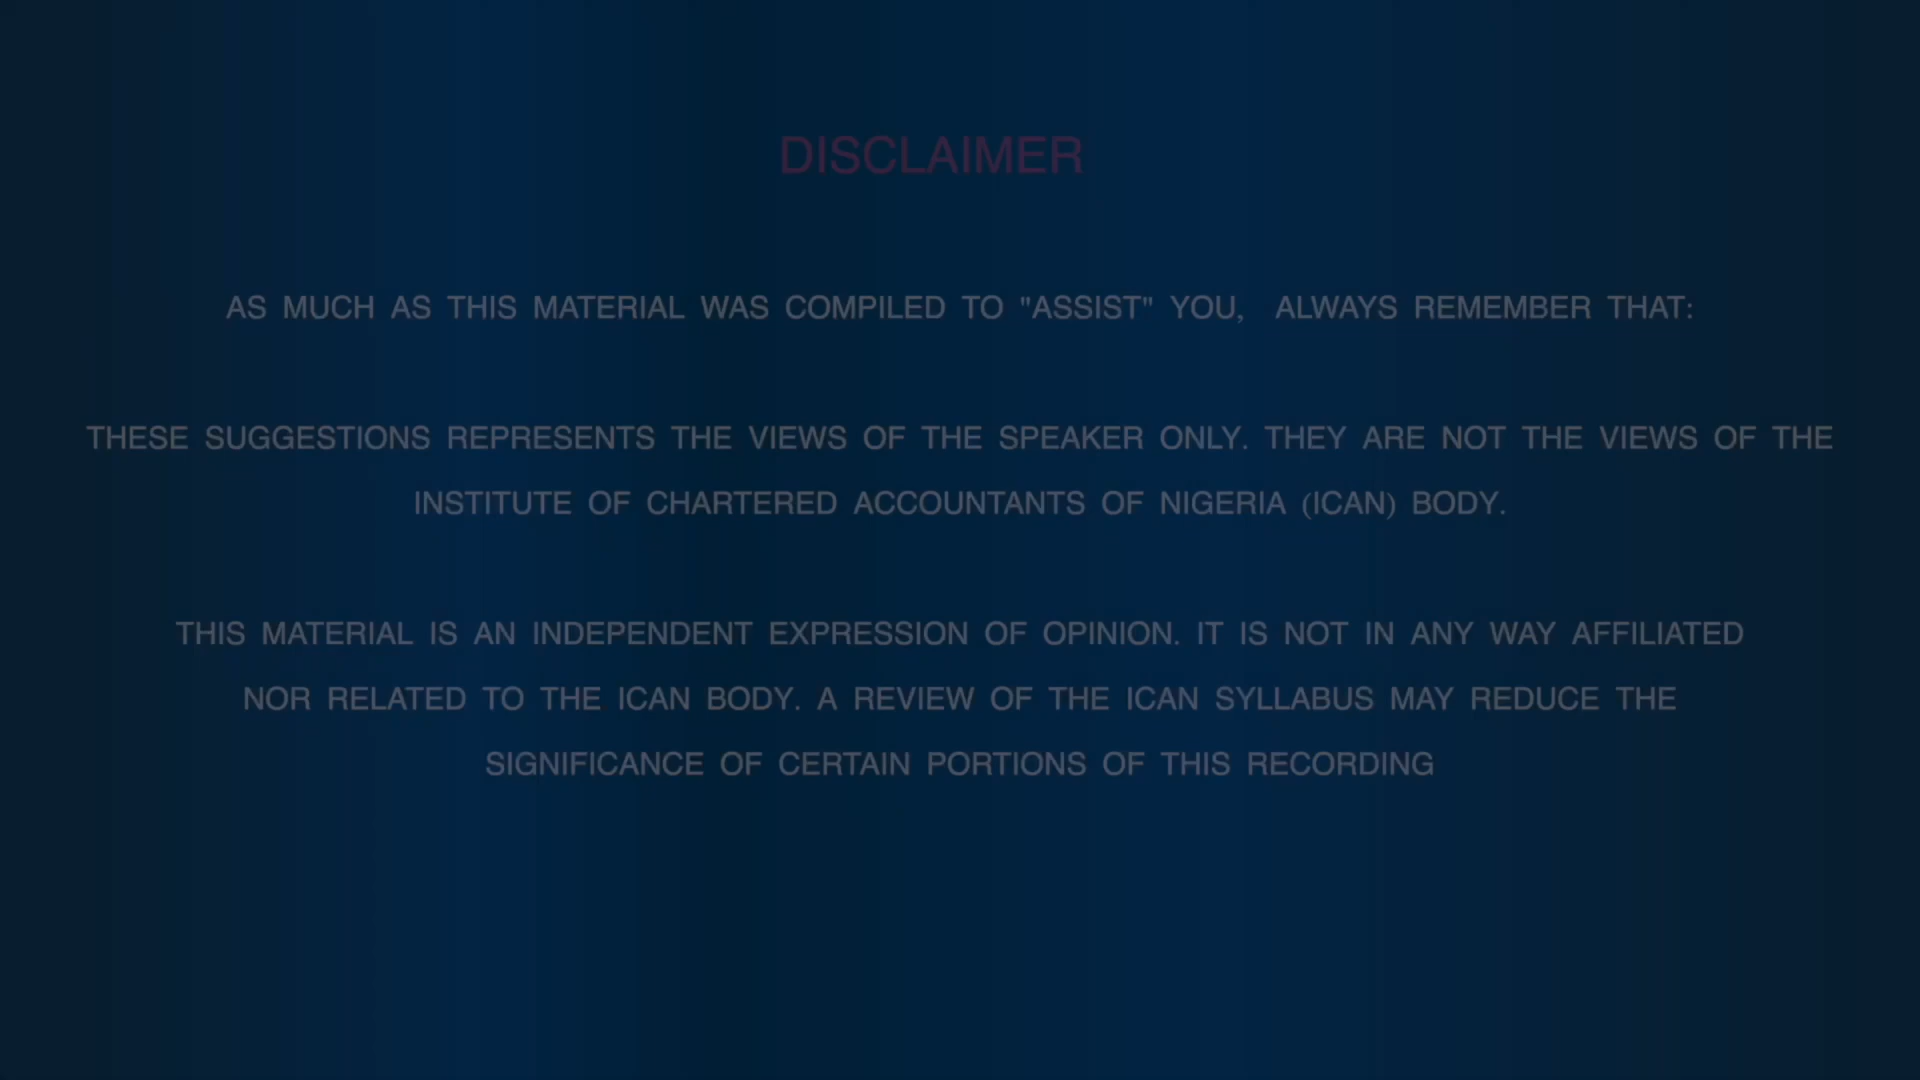 DISCLAIMER
AS MUCH AS THIS MATERIAL WAS COMPILED TO "ASSIST" YOU, ALWAYS REMEMBER THAT:
THESE SUGGESTIONS REPRESENTS THE VIEWS OF THE SPEAKER ONLY. THEY ARE NOT THE VIEWS OF THE
INSTITUTE OF CHARTERED ACCOUNTANTS OF NIGERIA (ICAN) BODY.
THIS MATERIAL IS AN INDEPENDENT EXPRESSION OF OPINION. IT IS NOT IN ANY WAY AFFILIATED
NOR RELATED TO THE ICAN BODY. A REVIEW OF THE ICAN SYLLABUS MAY REDUCE THE
SIGNIFICANCE OF CERTAIN PORTIONS OF THIS RECORDING